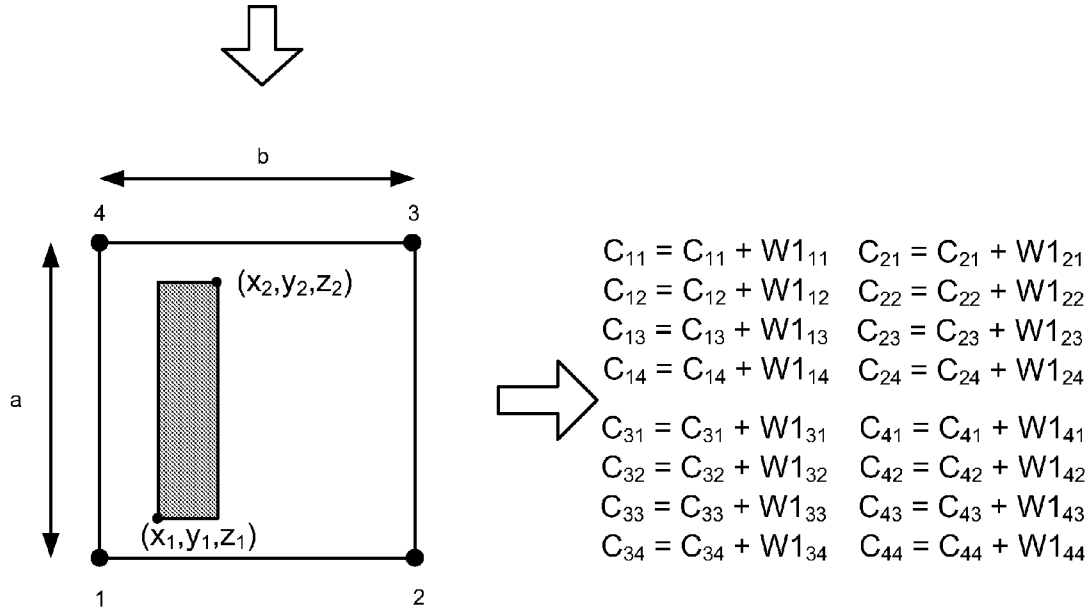 b
4 3
(x₂,y₂,z₂)
a
(x₁,y₁,z₁)
1 2
C₁₁ = C₁₁ + W1₁₁ C₂₁ = C₂₁ + W1₂₁
C₁₂ = C₁₂ + W1₁₂ C₂₂ = C₂₂ + W1₂₂
C₁₃ = C₁₃ + W1₁₃ C₂₃ = C₂₃ + W1₂₃
C₁₄ = C₁₄ + W1₁₄ C₂₄ = C₂₄ + W1₂₄
C₃₁ = C₃₁ + W1₃₁ C₄₁ = C₄₁ + W1₄₁
C₃₂ = C₃₂ + W1₃₂ C₄₂ = C₄₂ + W1₄₂
C₃₃ = C₃₃ + W1₃₃ C₄₃ = C₄₃ + W1₄₃
C₃₄ = C₃₄ + W1₃₄ C₄₄ = C₄₄ + W1₄₄